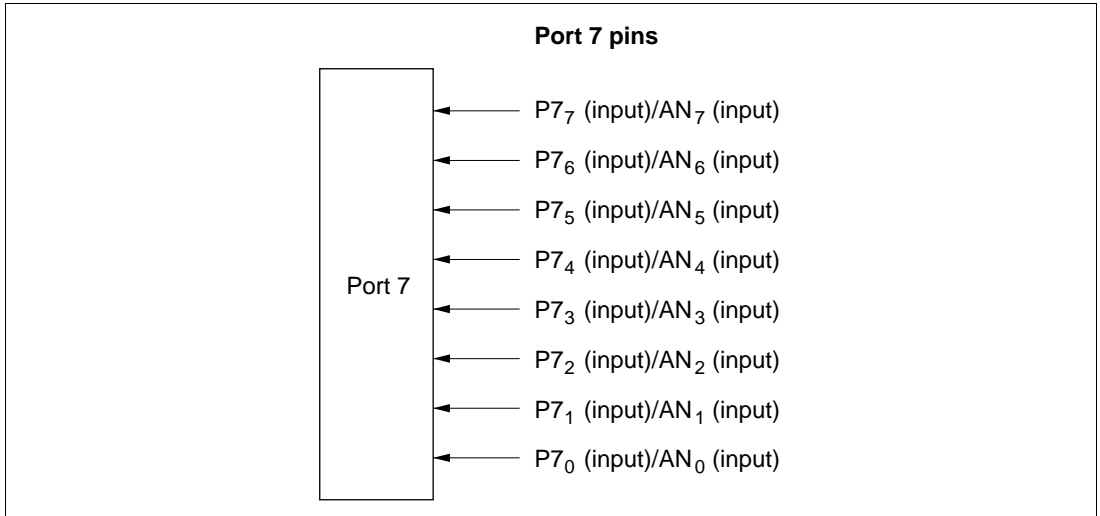 Port 7 pins
P7₇ (input)/AN₇ (input)
P7₆ (input)/AN₆ (input)
P7₅ (input)/AN₅ (input)
P7₄ (input)/AN₄ (input)
Port 7
P7₃ (input)/AN₃ (input)
P7₂ (input)/AN₂ (input)
P7₁ (input)/AN₁ (input)
P7₀ (input)/AN₀ (input)